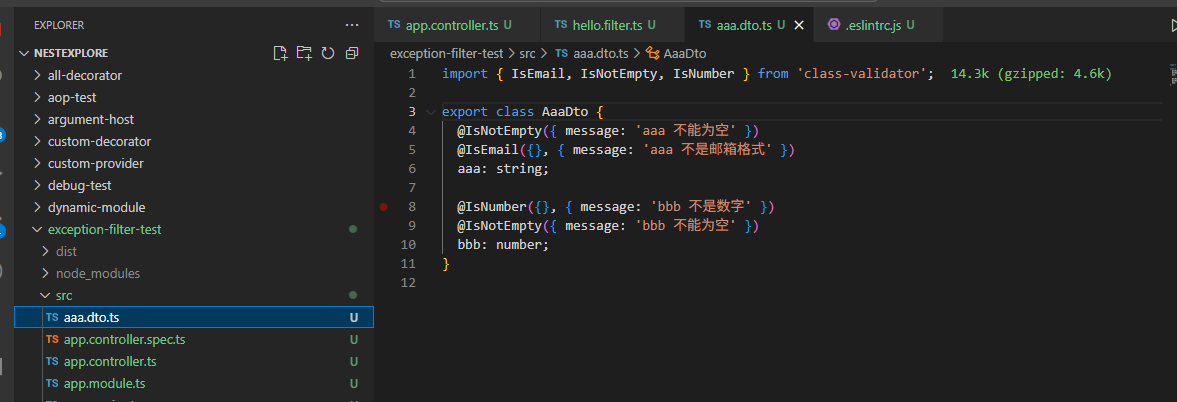 EXPLORER
NESTEXPLORE
all-decorator
aop-test
argument-host
custom-decorator
custom-provider
debug-test
dynamic-module
exception-filter-test
dist
node_modules
src
TS aaa.dto.ts U
TS app.controller.spec.ts U
TS app.controller.ts U
TS app.module.ts U
TS app.controller.ts U TS hello.filter.ts U TS aaa.dto.ts U .eslintrc.js U
exception-filter-test > src > TS aaa.dto.ts > AaaDto
1 import { IsEmail, IsNotEmpty, IsNumber } from 'class-validator'; 14.3k (gzipped: 4.6k)
2
3 export class AaaDto {
4 @IsNotEmpty({ message: 'aaa 不能为空' })
5 @IsEmail({}, { message: 'aaa 不是邮箱格式' })
6 aaa: string;
7
8 @IsNumber({}, { message: 'bbb 不是数字' })
9 @IsNotEmpty({ message: 'bbb 不能为空' })
10 bbb: number;
11 }
12